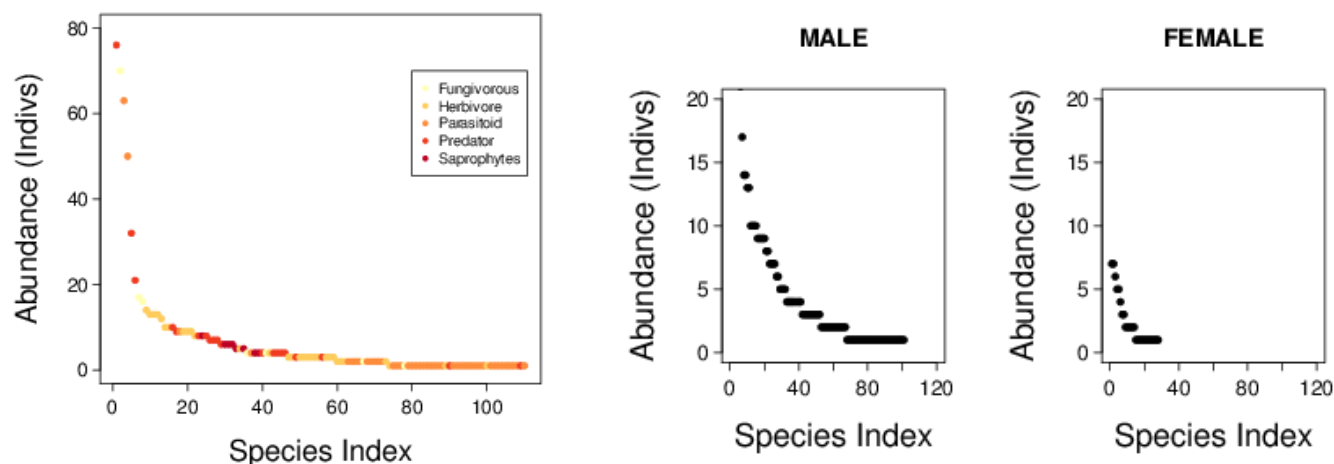 80
60
40
20
0
Abundance (Indivs)
Fungivorous
Herbivore
Parasitoid
Predator
Saprophytes
0 20 40 60 80 100
Species Index
MALE
20
15
10
5
0
Abundance (Indivs)
0 40 80 120
Species Index
FEMALE
20
15
10
5
0
Abundance (Indivs)
0 40 80 120
Species Index